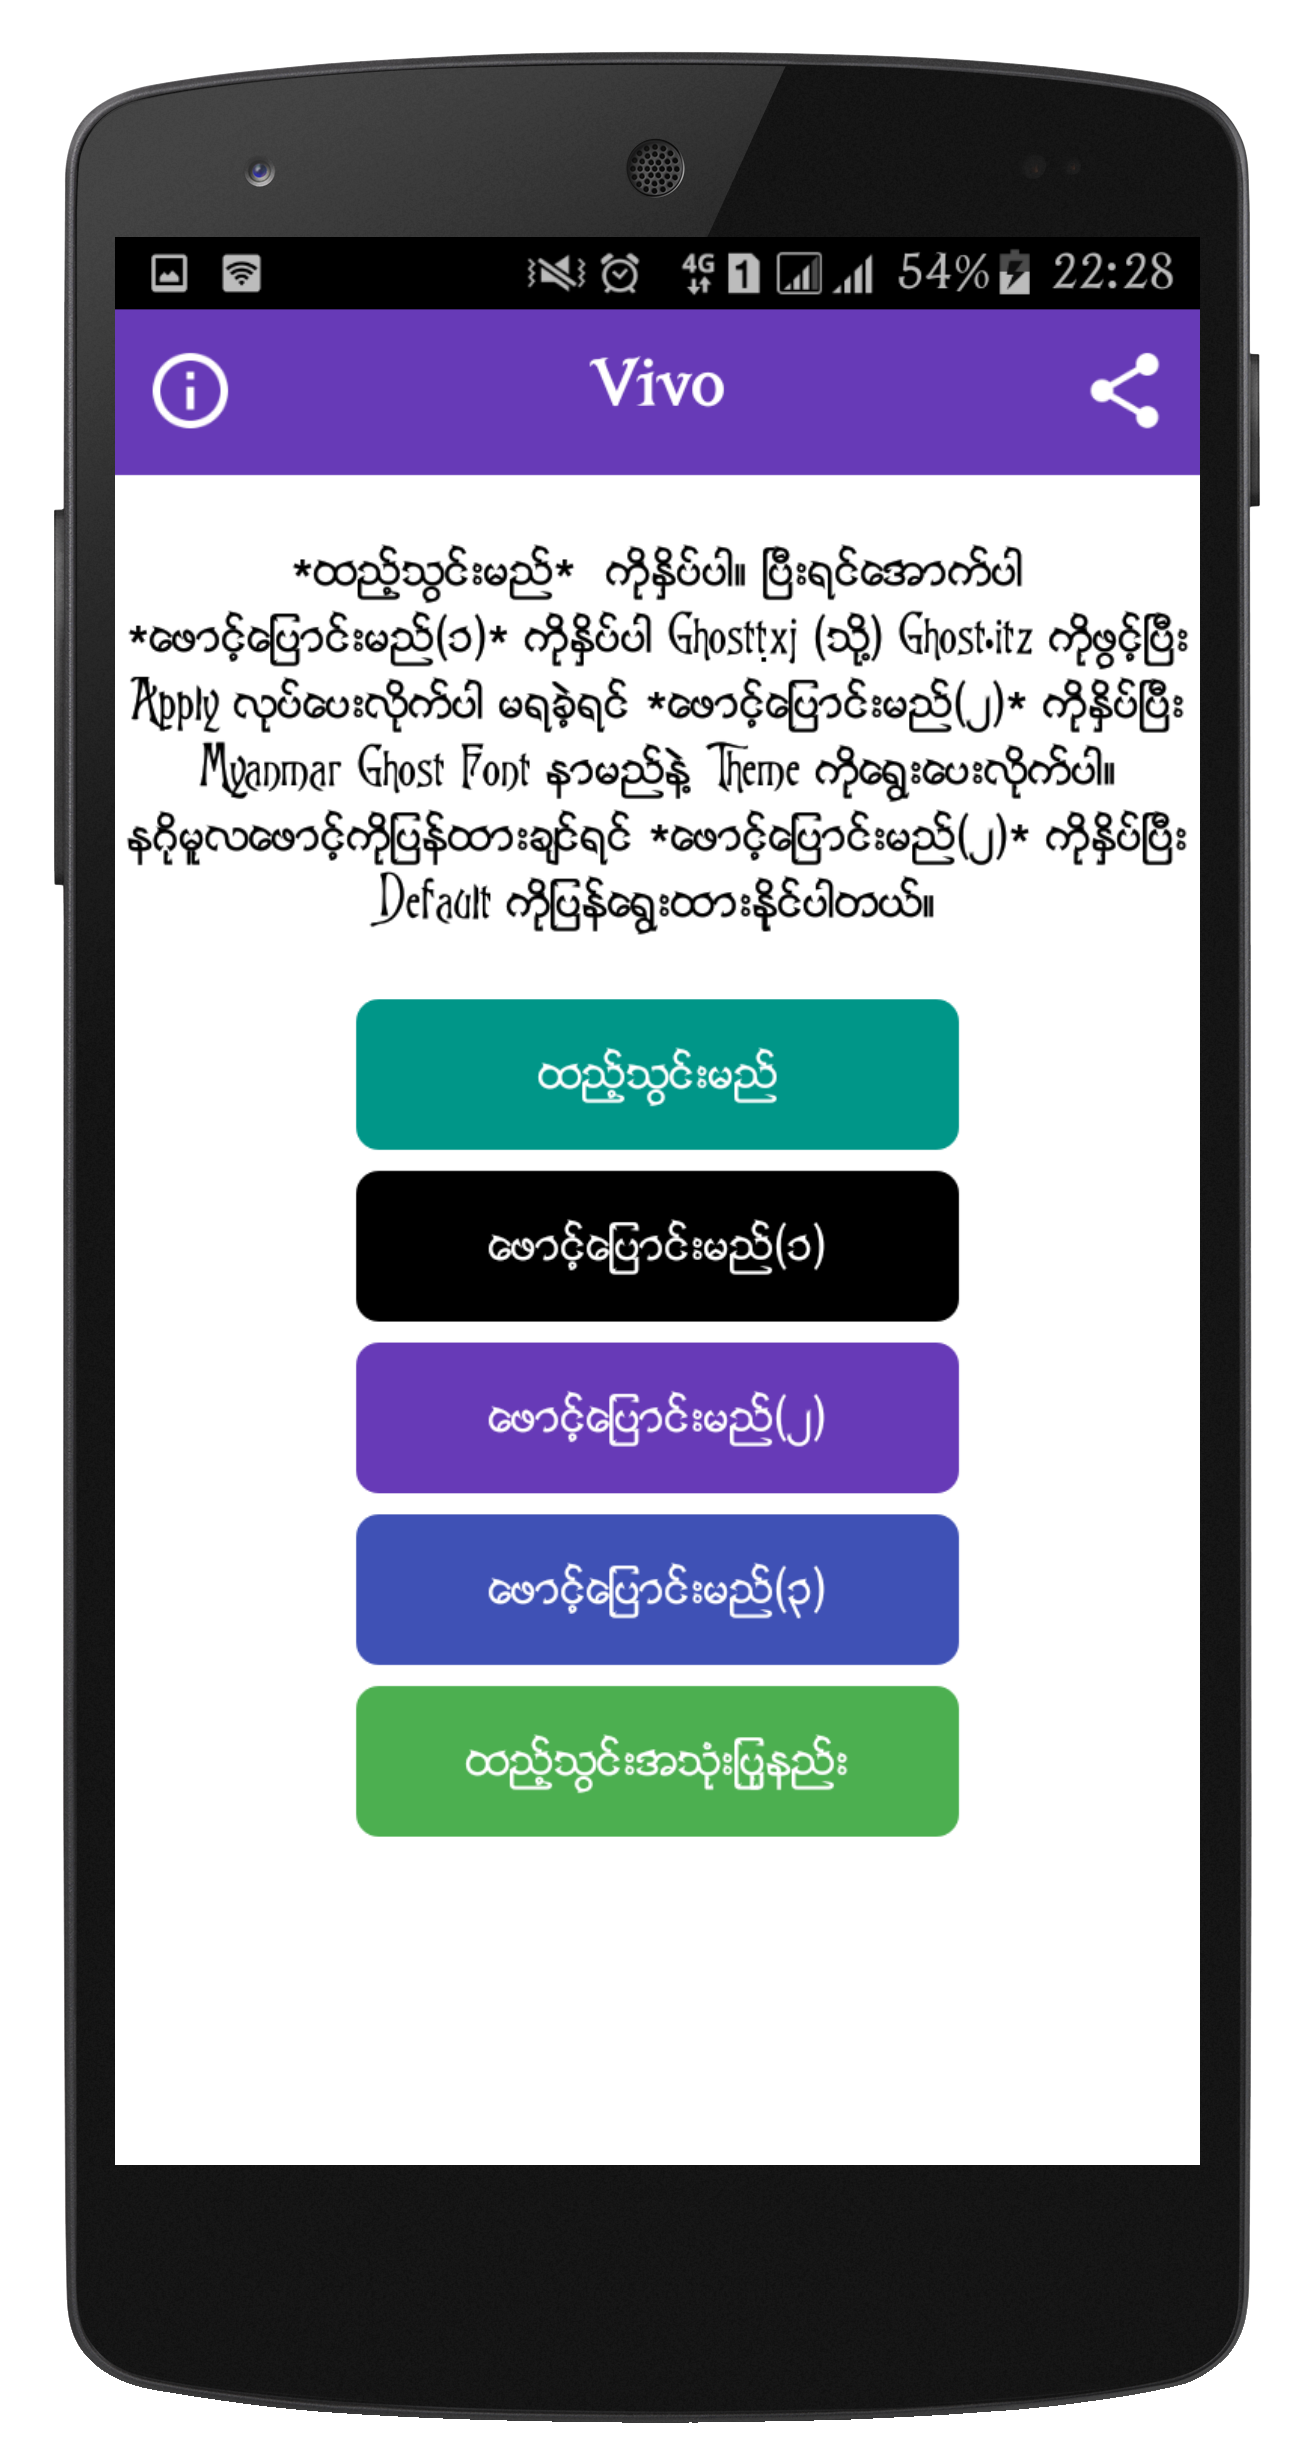 4G 1 54% 22:28
Vivo
*ထည့်သွင်းမည်* ကိုနှိပ်ပါ။ ပြီးရင်အောက်ပါ
*ဖောင့်ပြောင်းမည်(၁)* ကိုနှိပ်ပါ Ghost.txj (သို့) Ghost.itz ကိုဖွင့်ပြီး
Apply လုပ်ပေးလိုက်ပါ မရခဲ့ရင် *ဖောင့်ပြောင်းမည်(၂)* ကိုနှိပ်ပြီး
Myanmar Ghost Font နာမည်နဲ့ Theme ကိုရွေးပေးလိုက်ပါ။
နဂိုမူလဖောင့်ကိုပြန်ထားချင်ရင် *ဖောင့်ပြောင်းမည်(၂)* ကိုနှိပ်ပြီး
Default ကိုပြန်ရွေးထားနိုင်ပါတယ်။
ထည့်သွင်းမည်
ဖောင့်ပြောင်းမည်(၁)
ဖောင့်ပြောင်းမည်(၂)
ဖောင့်ပြောင်းမည်(၃)
ထည့်သွင်းအသုံးပြုနည်း